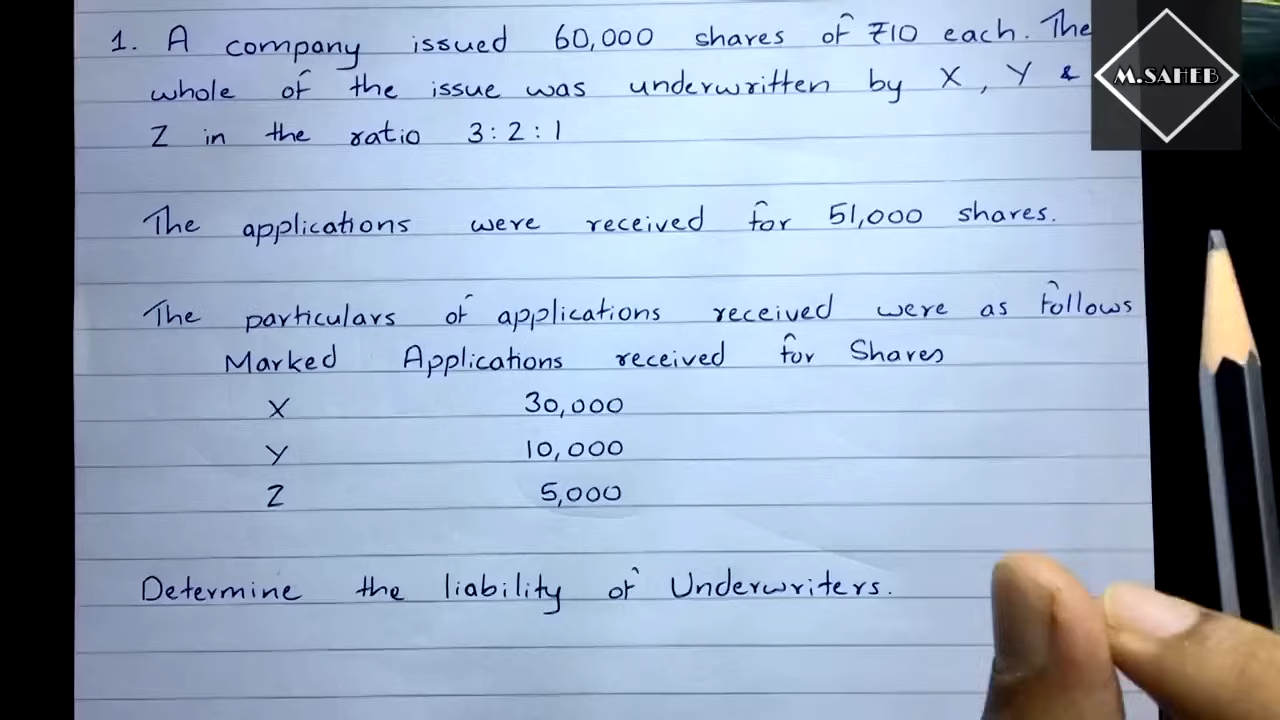 1. A company issued 60,000 shares of ₹10 each. The
whole of the issue was underwritten by X, Y &
Z in the ratio 3:2:1
M.SAHEB
The applications were received for 51,000 shares.
The particulars of applications received were as follows
Marked Applications received for Shares
X 30,000
Y 10,000
Z 5,000
Determine the liability of Underwriters.